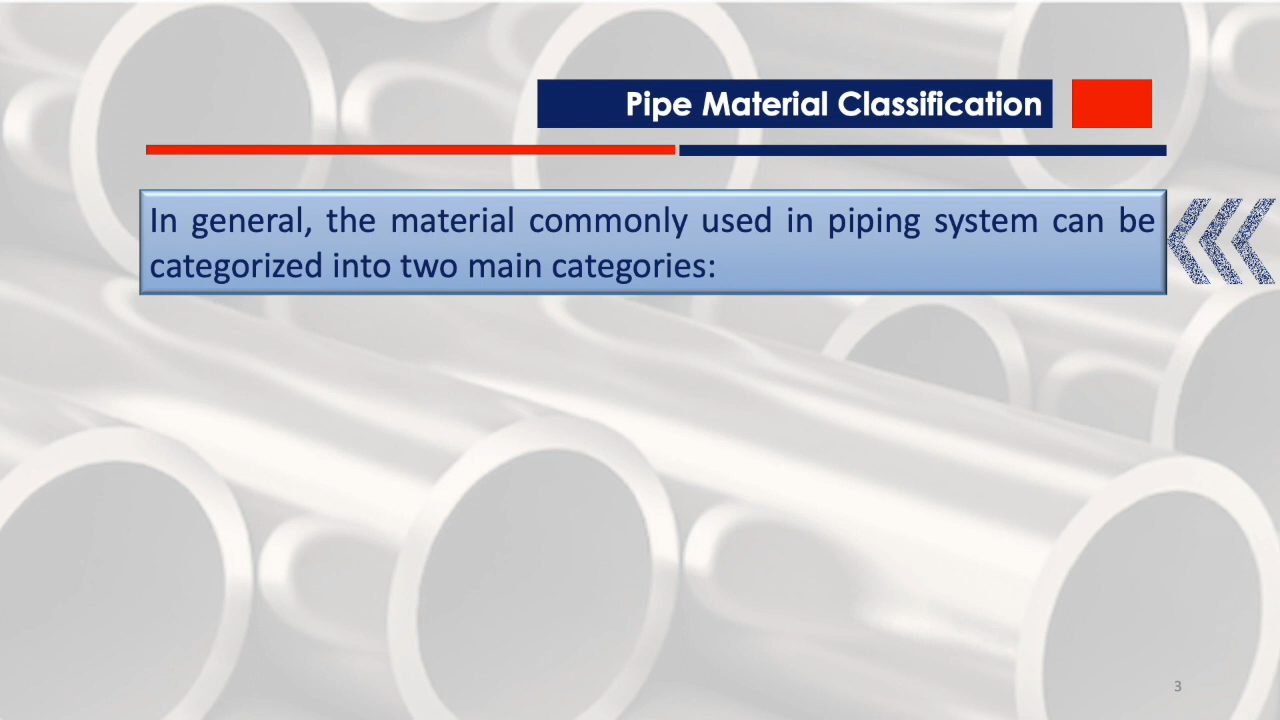 Pipe Material Classification
In general, the material commonly used in piping system can be
categorized into two main categories:
3